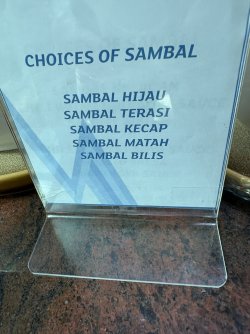 CHOICES OF SAMBAL
SAMBAL HIJAU
SAMBAL TERASI
SAMBAL KECAP
SAMBAL MATAH
SAMBAL BILIS